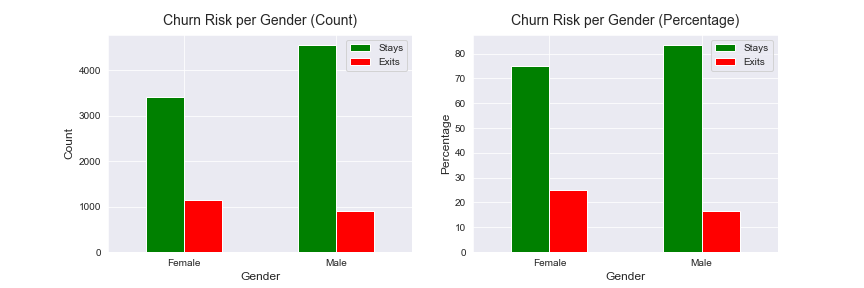 Churn Risk per Gender (Count)
Stays
Exits
4000
3000
2000
1000
0
Count
Female
Male
Gender
Churn Risk per Gender (Percentage)
Stays
Exits
80
70
60
50
40
30
20
10
0
Percentage
Female
Male
Gender